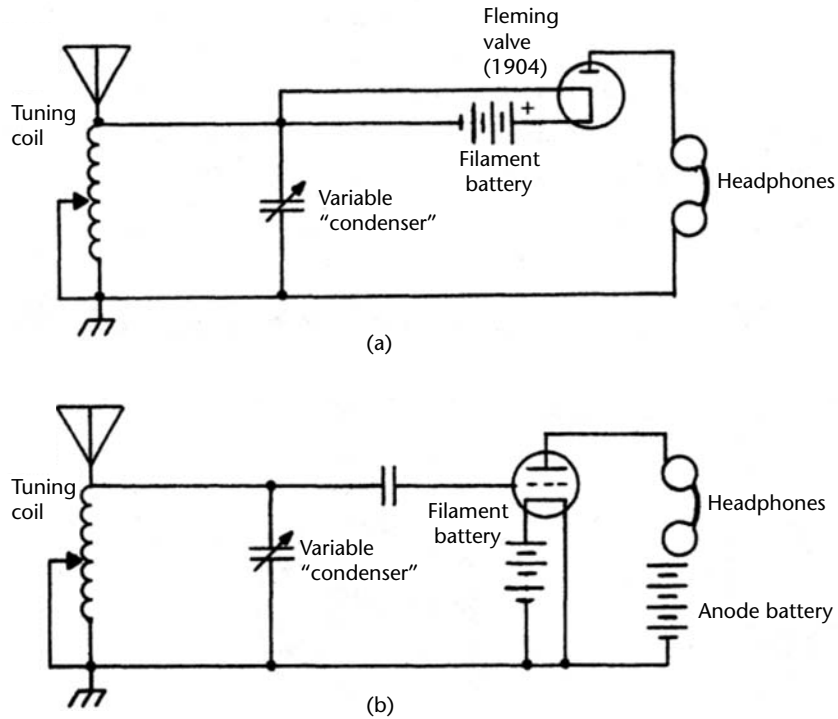 Fleming
valve
(1904)
Tuning
coil
+
Filament
battery
Variable
“condenser”
Headphones
(a)
Tuning
coil
Filament
battery
Headphones
Variable
“condenser”
Anode battery
(b)